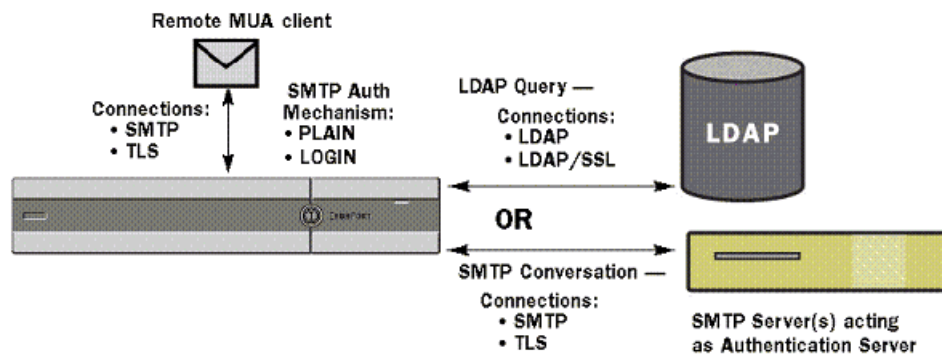 Remote MUA client
Connections:
• SMTP
• TLS
SMTP Auth
Mechanism:
• PLAIN
• LOGIN
LDAP Query —
Connections:
• LDAP
• LDAP/SSL
LDAP
OR
SMTP Conversation —
Connections:
• SMTP
• TLS
SMTP Server(s) acting
as Authentication Server